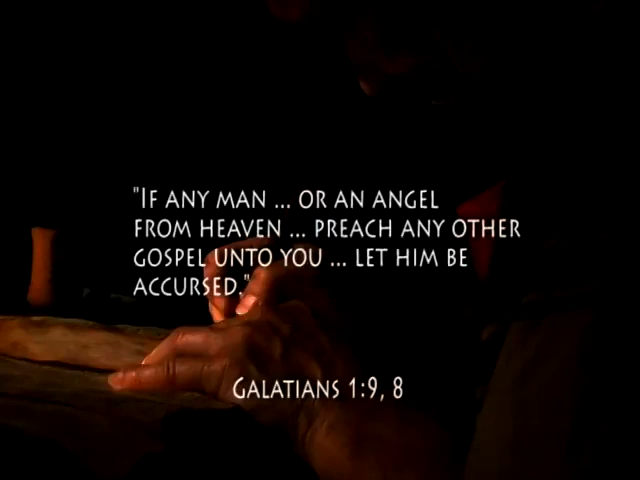 "If any man ... or an angel
from heaven ... preach any other
gospel unto you ... let him be
accursed."
Galatians 1:9, 8